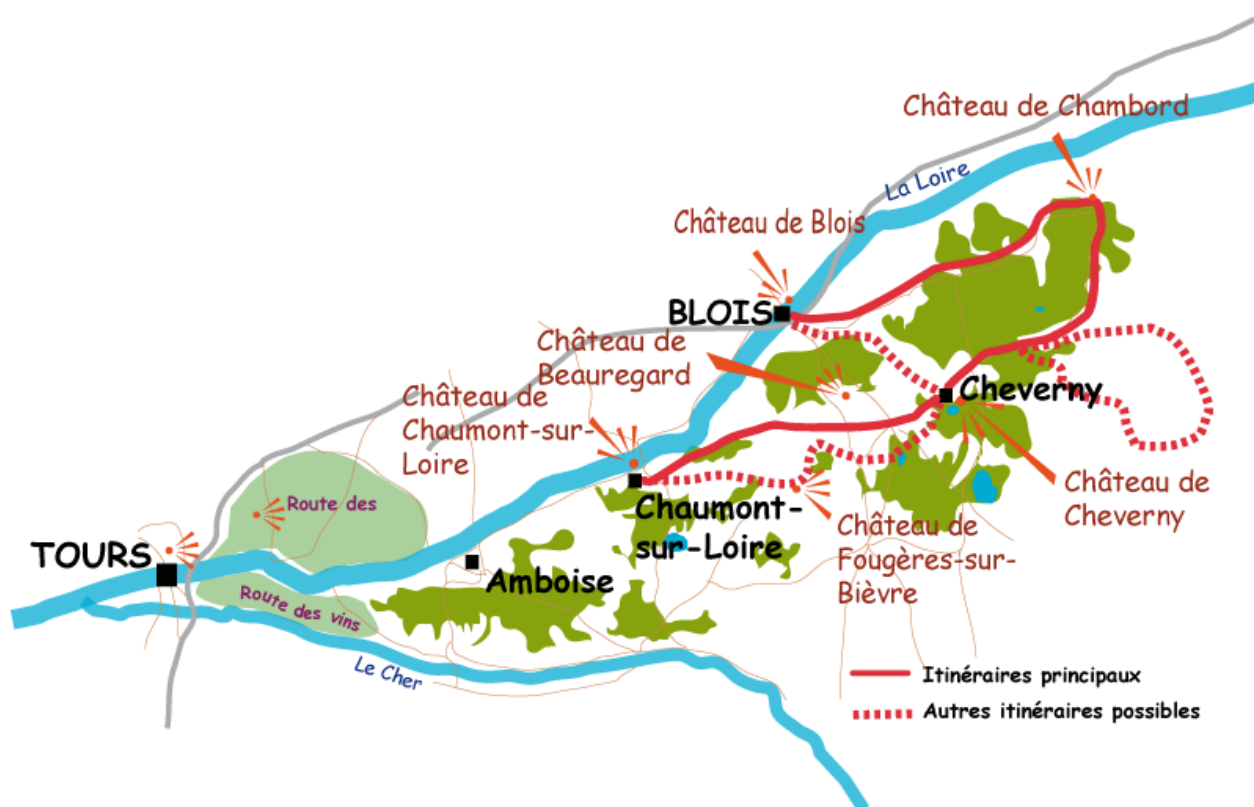 Château de Chambord
La Loire
Château de Blois
BLOIS
Château de
Beauregard
Cheverny
Château de
Chaumont-sur-
Loire
Château de
Cheverny
Route des
Chaumont-
sur-Loire
Château de
Fougères-sur-
Bièvre
TOURS
Amboise
Route des vins
Le Cher
Itinéraires principaux
Autres itinéraires possibles